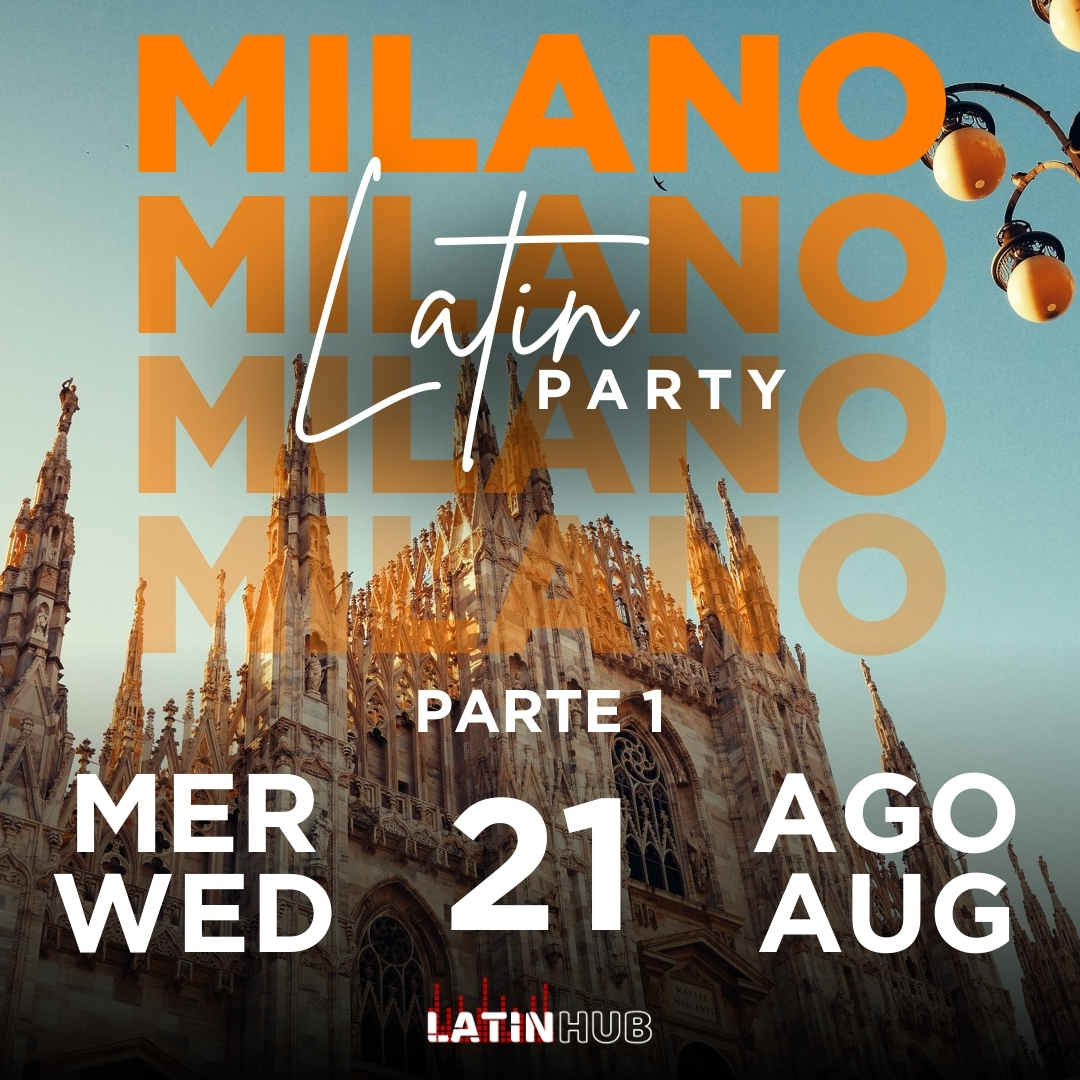 MILANO
MILANO
MILANO
MILANO
Latin
PARTY
PARTE 1
MER 21 AGO
WED AUG
LATINHUB